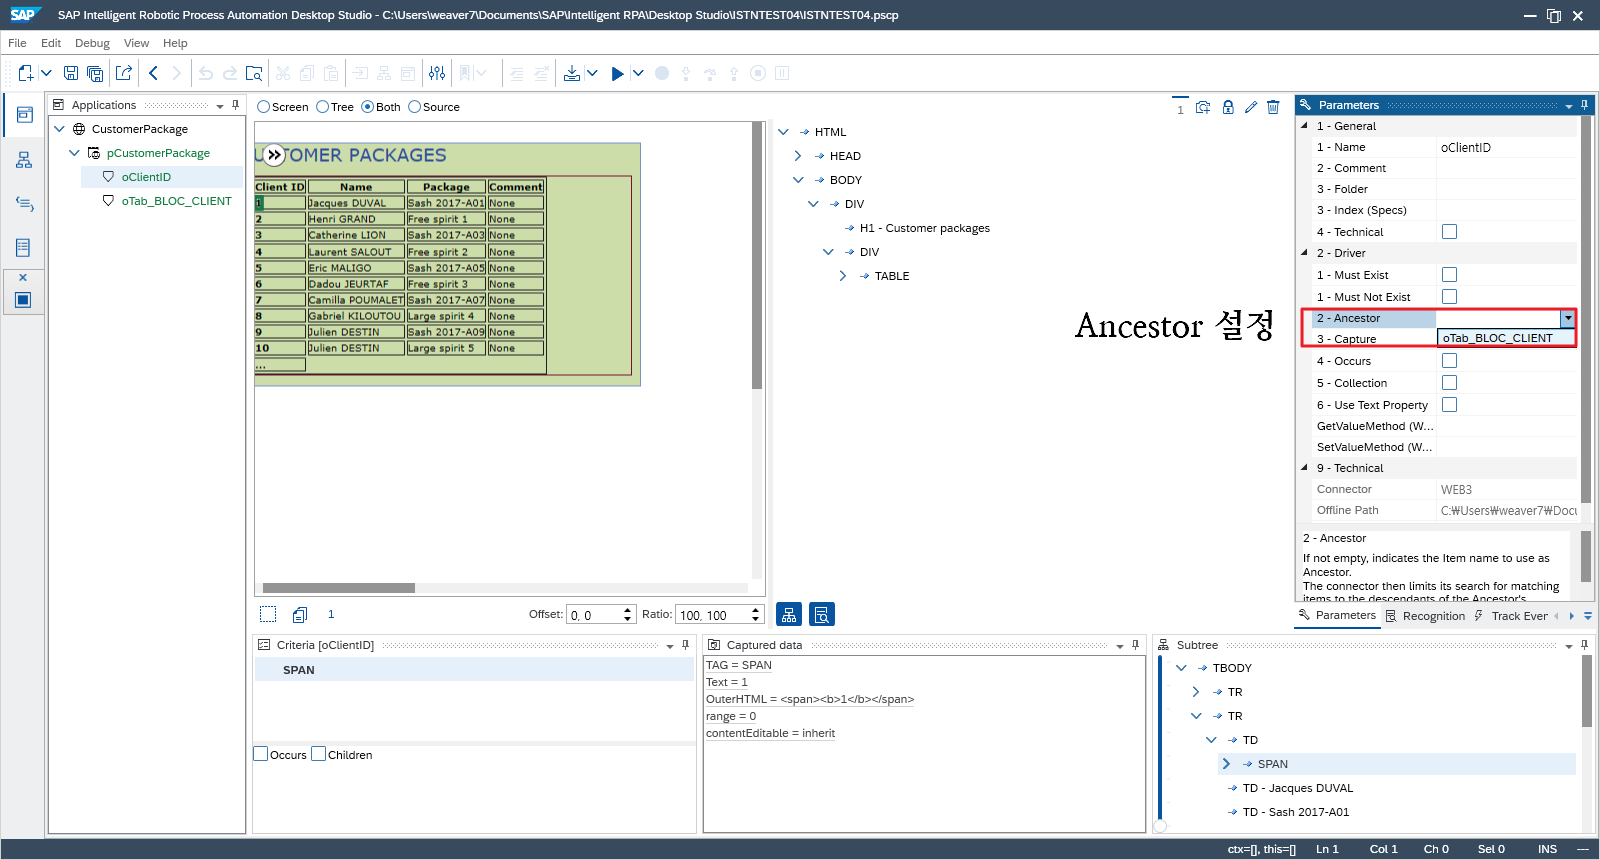 SAP SAP Intelligent Robotic Process Automation Desktop Studio - C:\Users\weaver7\Documents\SAP\Intelligent RPA\Desktop Studio\ISTNTEST04\ISTNTEST04.pscp
File Edit Debug View Help
Applications
CustomerPackage
pCustomerPackage
oClientID
oTab_BLOC_CLIENT
Screen Tree Both Source
1
TOMER PACKAGES
Client ID Name Package Comment
1 Jacques DUVAL Sash 2017-A01 None
2 Henri GRAND Free spirit 1 None
3 Catherine LION Sash 2017-A03 None
4 Laurent SALOUT Free spirit 2 None
5 Eric MALIGO Sash 2017-A05 None
6 Dadou JEURTAF Free spirit 3 None
7 Camilla POUMALET Sash 2017-A07 None
8 Gabriel KILOUTOU Large spirit 4 None
9 Julien DESTIN Sash 2017-A09 None
10 Julien DESTIN Large spirit 5 None
...
1 Offset: 0, 0 Ratio: 100, 100
HTML
HEAD
BODY
DIV
H1 - Customer packages
DIV
TABLE
Ancestor 설정
Parameters
1 - General
1 - Name oClientID
2 - Comment
3 - Folder
3 - Index (Specs)
4 - Technical
2 - Driver
1 - Must Exist
1 - Must Not Exist
2 - Ancestor
3 - Capture oTab_BLOC_CLIENT
4 - Occurs
5 - Collection
6 - Use Text Property
GetValueMethod (W...
SetValueMethod (W...
9 - Technical
Connector WEB3
Offline Path C:₩Users₩weaver7₩Docu
2 - Ancestor
If not empty, indicates the Item name to use as
Ancestor.
The connector then limits its search for matching
items to the descendants of the Ancestor's
Parameters Recognition Track Ever
Criteria [oClientID]
SPAN
Occurs Children
Captured data
TAG = SPAN
Text = 1
OuterHTML = <span><b>1</b></span>
range = 0
contentEditable = inherit
Subtree
TBODY
TR
TR
TD
SPAN
TD - Jacques DUVAL
TD - Sash 2017-A01
ctx=[], this=[] Ln 1 Col 1 Ch 0 Sel 0 INS ---